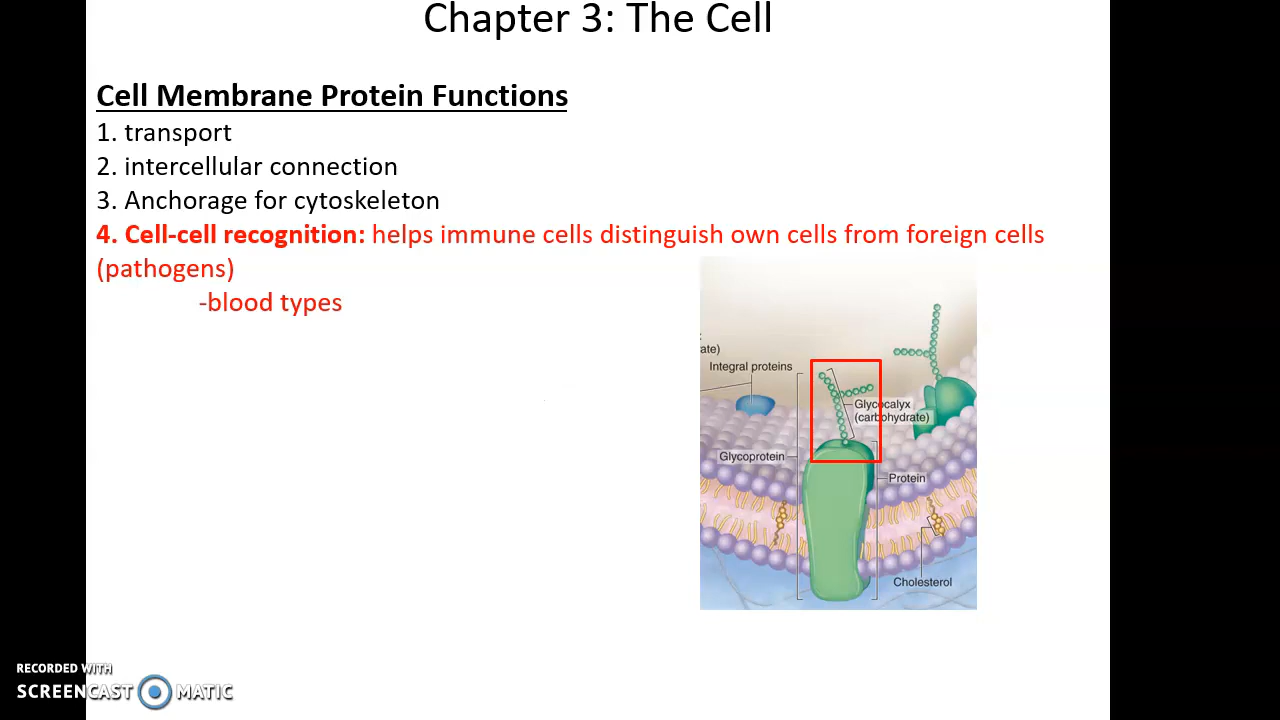 Chapter 3: The Cell
Cell Membrane Protein Functions
1. transport
2. intercellular connection
3. Anchorage for cytoskeleton
4. Cell-cell recognition: helps immune cells distinguish own cells from foreign cells
(pathogens)
-blood types
ate)
Integral proteins
Glycocalyx
(carbohydrate)
Glycoprotein
Protein
Cholesterol
RECORDED WITH
SCREENCAST MATIC